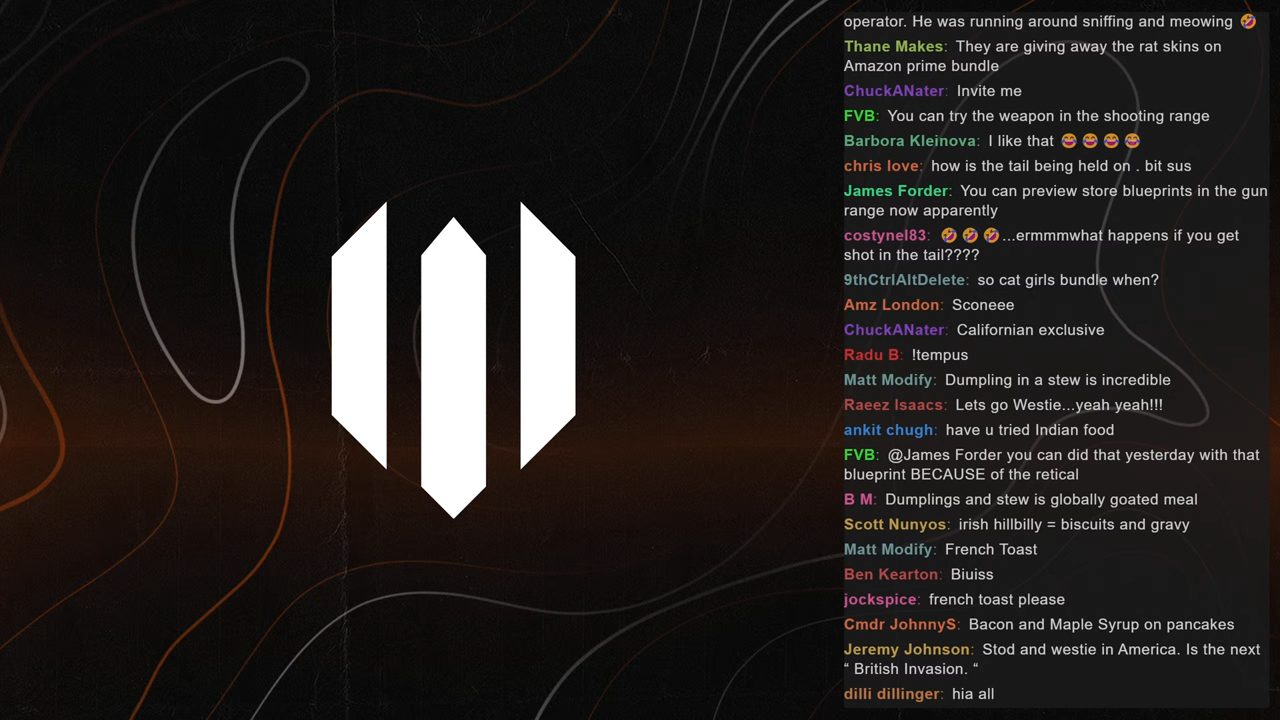 operator. He was running around sniffing and meowing 🤣
Thane Makes: They are giving away the rat skins on
Amazon prime bundle
ChuckANater: Invite me
FVB: You can try the weapon in the shooting range
Barbora Kleinova: I like that 😂 😂 😂 😂
chris love: how is the tail being held on . bit sus
James Forder: You can preview store blueprints in the gun
range now apparently
costynel83: 🤣 🤣 🤣...ermmmwhat happens if you get
shot in the tail????
9thCtrlAltDelete: so cat girls bundle when?
Amz London: Sconeee
ChuckANater: Californian exclusive
Radu B: !tempus
Matt Modify: Dumpling in a stew is incredible
Raeez Isaacs: Lets go Westie...yeah yeah!!!
ankit chugh: have u tried Indian food
FVB: @James Forder you can did that yesterday with that
blueprint BECAUSE of the retical
B M: Dumplings and stew is globally goated meal
Scott Nunyos: irish hillbilly = biscuits and gravy
Matt Modify: French Toast
Ben Kearton: Biuiss
jockspice: french toast please
Cmdr JohnnyS: Bacon and Maple Syrup on pancakes
Jeremy Johnson: Stod and westie in America. Is the next
“ British Invasion. “
dilli dillinger: hia all